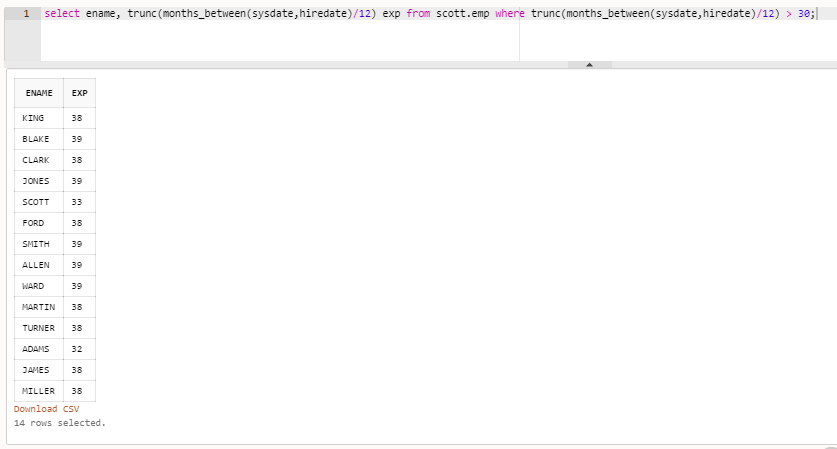 1 select ename, trunc(months_between(sysdate,hiredate)/12) exp from scott.emp where trunc(months_between(sysdate,hiredate)/12) > 30;
ENAME EXP
KING 38
BLAKE 39
CLARK 38
JONES 39
SCOTT 33
FORD 38
SMITH 39
ALLEN 39
WARD 39
MARTIN 38
TURNER 38
ADAMS 32
JAMES 38
MILLER 38
Download CSV
14 rows selected.